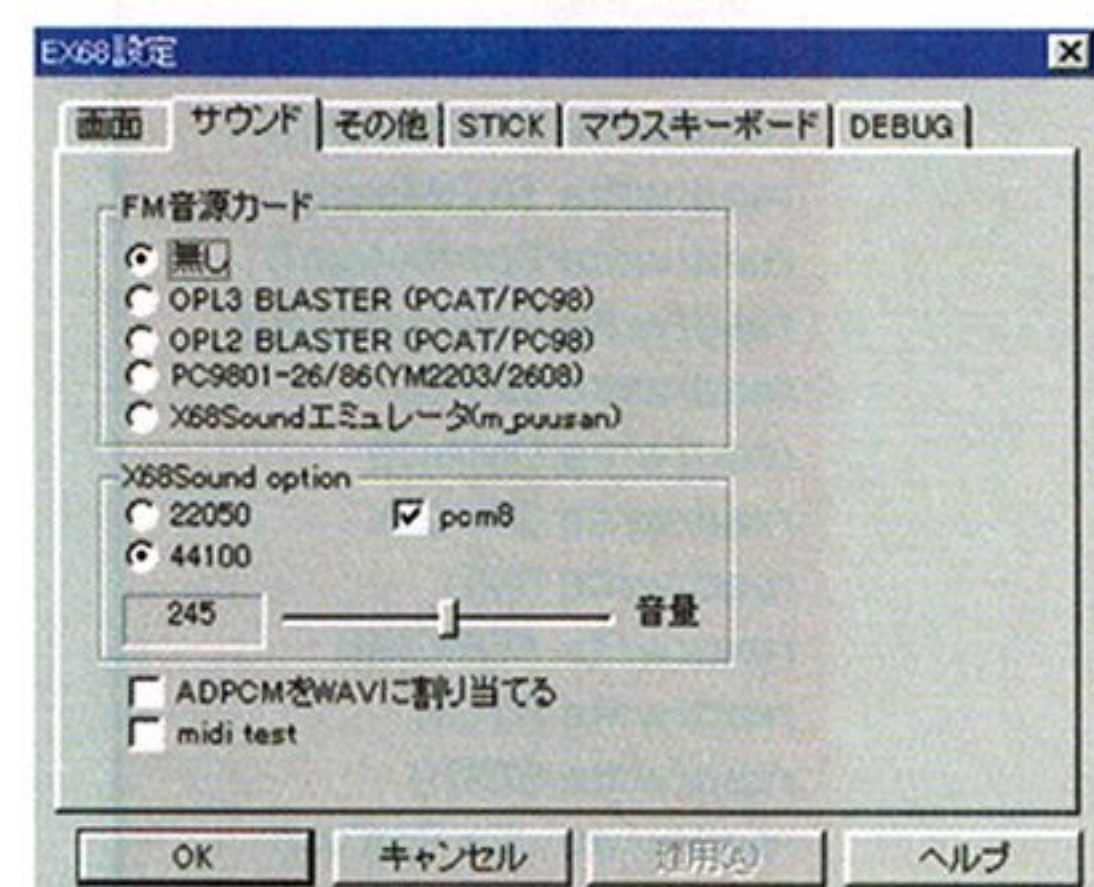 EX68設定
画面 サウンド その他 STICK マウスキーボード DEBUG
FM音源カード
無し
OPL3 BLASTER (PCAT/PC98)
OPL2 BLASTER (PCAT/PC98)
PC9801-26/86(YM2203/2608)
X68Soundエミュレータ(m_puusan)
X68Sound option
22050 pcm8
44100
245 音量
ADPCMをWAVに割り当てる
midi test
OK キャンセル 適用(A) ヘルプ